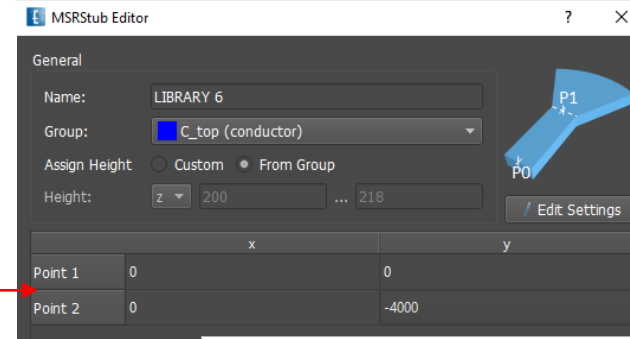 MSRStub Editor ? ×
General
Name: LIBRARY 6
Group: C_top (conductor)
Assign Height Custom From Group
Height: z 200 ... 218
P1
P0
Edit Settings
x y
Point 1 0 0
Point 2 0 -4000